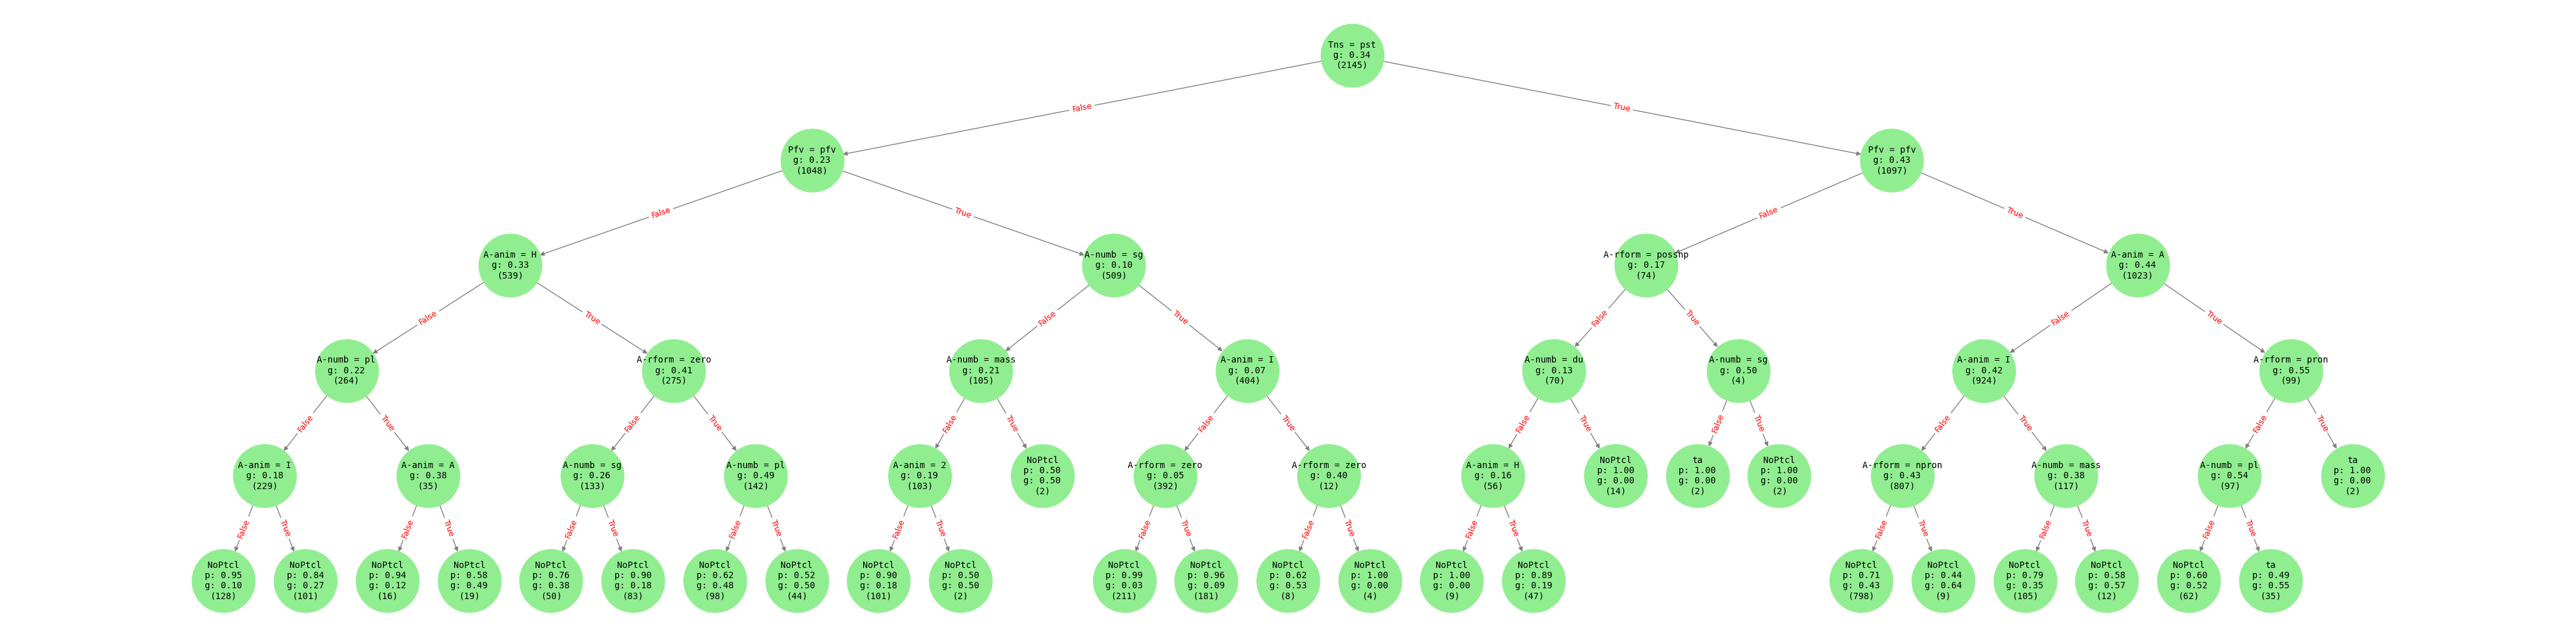 Tns = pst
g: 0.34
(2145)
False
True
Pfv = pfv
g: 0.23
(1048)
Pfv = pfv
g: 0.43
(1097)
False
True
False
True
A-anim = H
g: 0.33
(539)
A-numb = sg
g: 0.10
(509)
A-rform = possnp
g: 0.17
(74)
A-anim = A
g: 0.44
(1023)
False
True
False
True
False
True
False
True
A-numb = pl
g: 0.22
(264)
A-rform = zero
g: 0.41
(275)
A-numb = mass
g: 0.21
(105)
A-anim = I
g: 0.07
(404)
A-numb = du
g: 0.13
(70)
A-numb = sg
g: 0.50
(4)
A-anim = I
g: 0.42
(924)
A-rform = pron
g: 0.55
(99)
False
True
False
True
False
True
False
True
False
True
False
True
False
True
False
True
A-anim = I
g: 0.18
(229)
A-anim = A
g: 0.38
(35)
A-numb = sg
g: 0.26
(133)
A-numb = pl
g: 0.49
(142)
A-anim = 2
g: 0.19
(103)
NoPtcl
p: 0.50
g: 0.50
(2)
A-rform = zero
g: 0.05
(392)
A-rform = zero
g: 0.40
(12)
A-anim = H
g: 0.16
(56)
NoPtcl
p: 1.00
g: 0.00
(14)
ta
p: 1.00
g: 0.00
(2)
NoPtcl
p: 1.00
g: 0.00
(2)
A-rform = npron
g: 0.43
(807)
A-numb = mass
g: 0.38
(117)
A-numb = pl
g: 0.54
(97)
ta
p: 1.00
g: 0.00
(2)
False
True
False
True
False
True
False
True
False
True
False
True
False
True
False
True
False
True
False
True
False
True
NoPtcl
p: 0.95
g: 0.10
(128)
NoPtcl
p: 0.84
g: 0.27
(101)
NoPtcl
p: 0.94
g: 0.12
(16)
NoPtcl
p: 0.58
g: 0.49
(19)
NoPtcl
p: 0.76
g: 0.38
(50)
NoPtcl
p: 0.90
g: 0.18
(83)
NoPtcl
p: 0.62
g: 0.48
(98)
NoPtcl
p: 0.52
g: 0.50
(44)
NoPtcl
p: 0.90
g: 0.18
(101)
NoPtcl
p: 0.50
g: 0.50
(2)
NoPtcl
p: 0.99
g: 0.03
(211)
NoPtcl
p: 0.96
g: 0.09
(181)
NoPtcl
p: 0.62
g: 0.53
(8)
NoPtcl
p: 1.00
g: 0.00
(4)
NoPtcl
p: 1.00
g: 0.00
(9)
NoPtcl
p: 0.89
g: 0.19
(47)
NoPtcl
p: 0.71
g: 0.43
(798)
NoPtcl
p: 0.44
g: 0.64
(9)
NoPtcl
p: 0.79
g: 0.35
(105)
NoPtcl
p: 0.58
g: 0.57
(12)
NoPtcl
p: 0.60
g: 0.52
(62)
ta
p: 0.49
g: 0.55
(35)